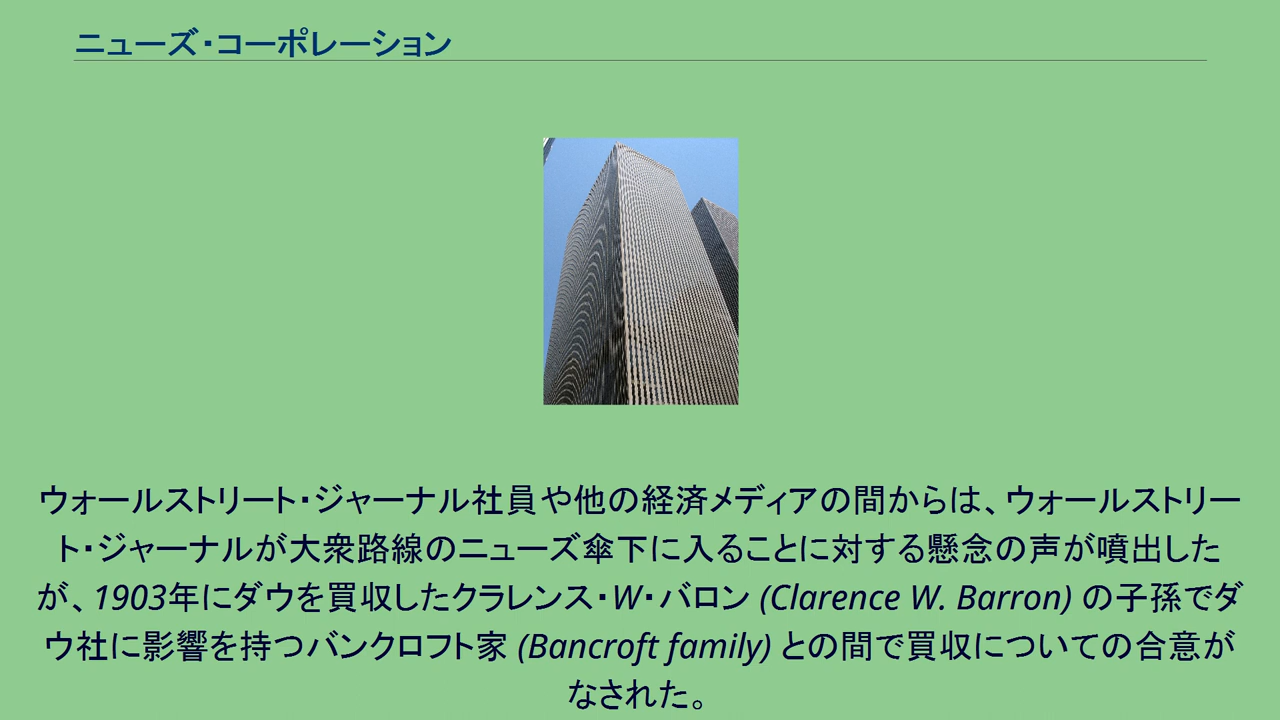 ニューズ・コーポレーション
ウォールストリート・ジャーナル社員や他の経済メディアの間からは、ウォールストリー
ト・ジャーナルが大衆路線のニューズ傘下に入ることに対する懸念の声が噴出した
が、1903年にダウを買収したクラレンス・W・バロン (Clarence W. Barron) の子孫でダ
ウ社に影響を持つバンクロフト家 (Bancroft family) との間で買収についての合意が
なされた。